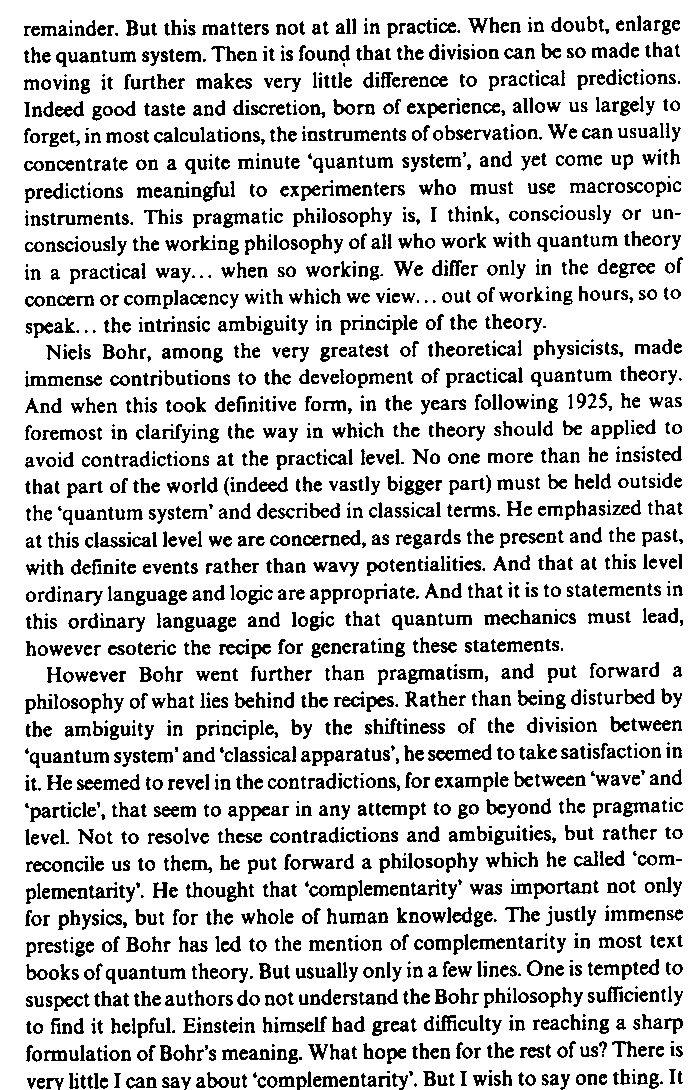 remainder. But this matters not at all in practice. When in doubt, enlarge
the quantum system. Then it is found that the division can be so made that
moving it further makes very little difference to practical predictions.
Indeed good taste and discretion, born of experience, allow us largely to
forget, in most calculations, the instruments of observation. We can usually
concentrate on a quite minute ‘quantum system’, and yet come up with
predictions meaningful to experimenters who must use macroscopic
instruments. This pragmatic philosophy is, I think, consciously or un-
consciously the working philosophy of all who work with quantum theory
in a practical way... when so working. We differ only in the degree of
concern or complacency with which we view... out of working hours, so to
speak... the intrinsic ambiguity in principle of the theory.
Niels Bohr, among the very greatest of theoretical physicists, made
immense contributions to the development of practical quantum theory.
And when this took definitive form, in the years following 1925, he was
foremost in clarifying the way in which the theory should be applied to
avoid contradictions at the practical level. No one more than he insisted
that part of the world (indeed the vastly bigger part) must be held outside
the ‘quantum system’ and described in classical terms. He emphasized that
at this classical level we are concerned, as regards the present and the past,
with definite events rather than wavy potentialities. And that at this level
ordinary language and logic are appropriate. And that it is to statements in
this ordinary language and logic that quantum mechanics must lead,
however esoteric the recipe for generating these statements.
However Bohr went further than pragmatism, and put forward a
philosophy of what lies behind the recipes. Rather than being disturbed by
the ambiguity in principle, by the shiftiness of the division between
‘quantum system’ and ‘classical apparatus’, he seemed to take satisfaction in
it. He seemed to revel in the contradictions, for example between ‘wave’ and
‘particle’, that seem to appear in any attempt to go beyond the pragmatic
level. Not to resolve these contradictions and ambiguities, but rather to
reconcile us to them, he put forward a philosophy which he called ‘com-
plementarity’. He thought that ‘complementarity’ was important not only
for physics, but for the whole of human knowledge. The justly immense
prestige of Bohr has led to the mention of complementarity in most text
books of quantum theory. But usually only in a few lines. One is tempted to
suspect that the authors do not understand the Bohr philosophy sufficiently
to find it helpful. Einstein himself had great difficulty in reaching a sharp
formulation of Bohr's meaning. What hope then for the rest of us? There is
very little I can say about ‘complementarity’. But I wish to say one thing. It